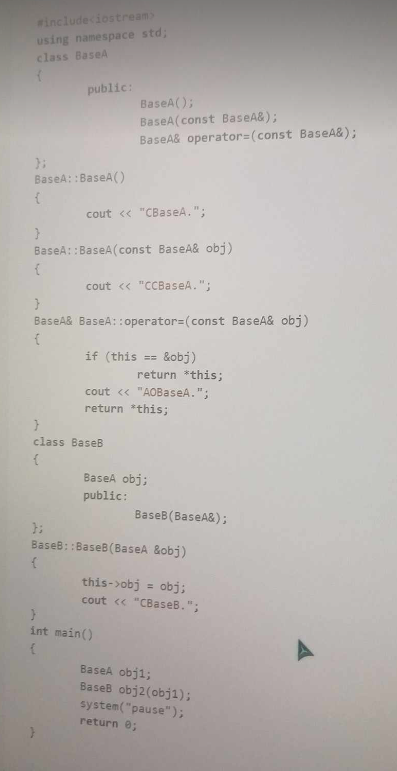 #include<iostream>
using namespace std;
class BaseA
{
public:
BaseA();
BaseA(const BaseA&);
BaseA& operator=(const BaseA&);
};
BaseA::BaseA()
{
cout << "CBaseA.";
}
BaseA::BaseA(const BaseA& obj)
{
cout << "CCBaseA.";
}
BaseA& BaseA::operator=(const BaseA& obj)
{
if (this == &obj)
return *this;
cout << "AOBaseA.";
return *this;
}
class BaseB
{
BaseA obj;
public:
BaseB(BaseA&);
};
BaseB::BaseB(BaseA &obj)
{
this->obj = obj;
cout << "CBaseB.";
}
int main()
{
BaseA obj1;
BaseB obj2(obj1);
system("pause");
return 0;
}